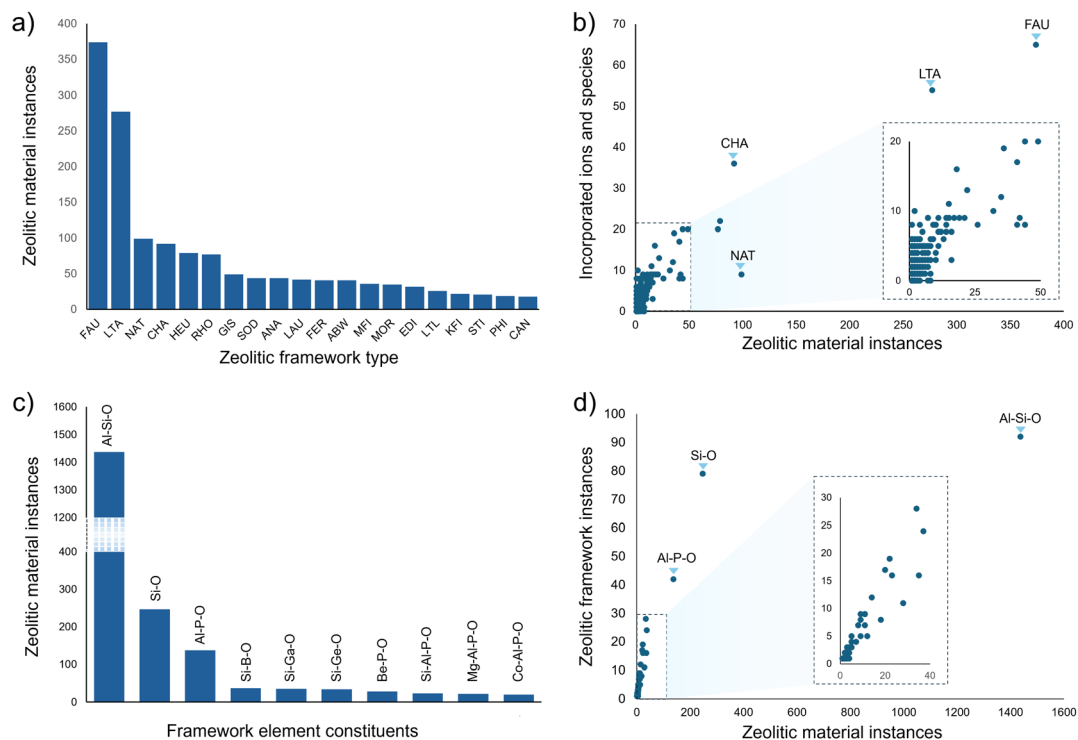 a)
Zeolitic material instances
400
350
300
250
200
150
100
50
0
FAU
LTA
NAT
CHA
HEU
RHO
GIS
SOD
ANA
LAU
FER
ABW
MFI
MOR
EDI
LTL
KFI
STI
PHI
CAN
Zeolitic framework type
b)
Incorporated ions and species
70
60
50
40
30
20
10
0
FAU
LTA
CHA
NAT
20
10
0
0
25
50
0
50
100
150
200
250
300
350
400
Zeolitic material instances
c)
Zeolitic material instances
1600
1500
1400
1300
1200
400
300
200
100
0
Al-Si-O
Si-O
Al-P-O
Si-B-O
Si-Ga-O
Si-Ge-O
Be-P-O
Si-Al-P-O
Mg-Al-P-O
Co-Al-P-O
Framework element constituents
d)
Zeolitic framework instances
100
90
80
70
60
50
40
30
20
10
0
Al-Si-O
Si-O
Al-P-O
30
25
20
15
10
5
0
0
20
40
0
200
400
600
800
1000
1200
1400
1600
Zeolitic material instances